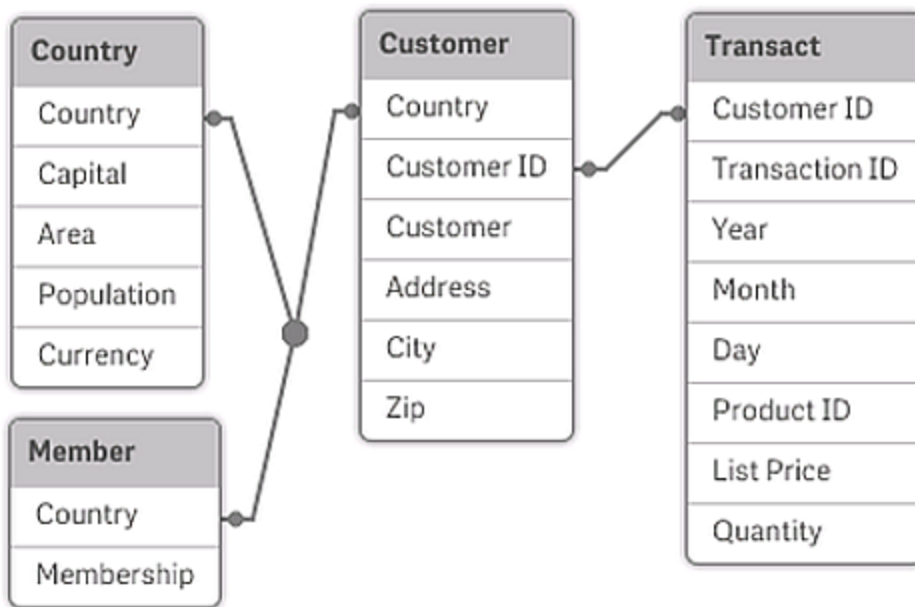 Country
Country
Capital
Area
Population
Currency
Member
Country
Membership
Customer
Country
Customer ID
Customer
Address
City
Zip
Transact
Customer ID
Transaction ID
Year
Month
Day
Product ID
List Price
Quantity